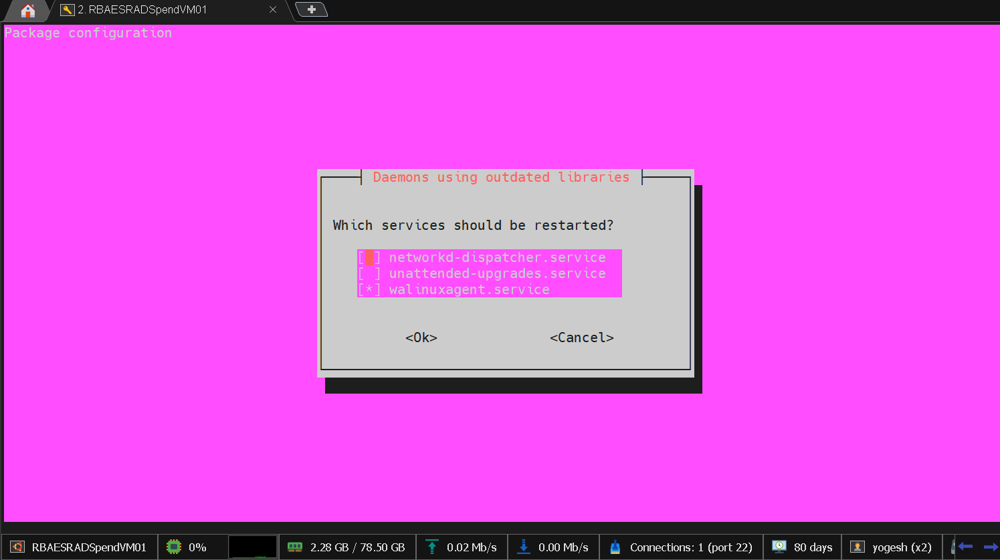 2. RBAESRADSpendVM01
Package configuration
Daemons using outdated libraries
Which services should be restarted?
[ ] networkd-dispatcher.service
[ ] unattended-upgrades.service
[*] walinuxagent.service
<Ok> <Cancel>
RBAESRADSpendVM01 0% 2.28 GB / 78.50 GB 0.02 Mb/s 0.00 Mb/s Connections: 1 (port 22) 80 days yogesh (x2)